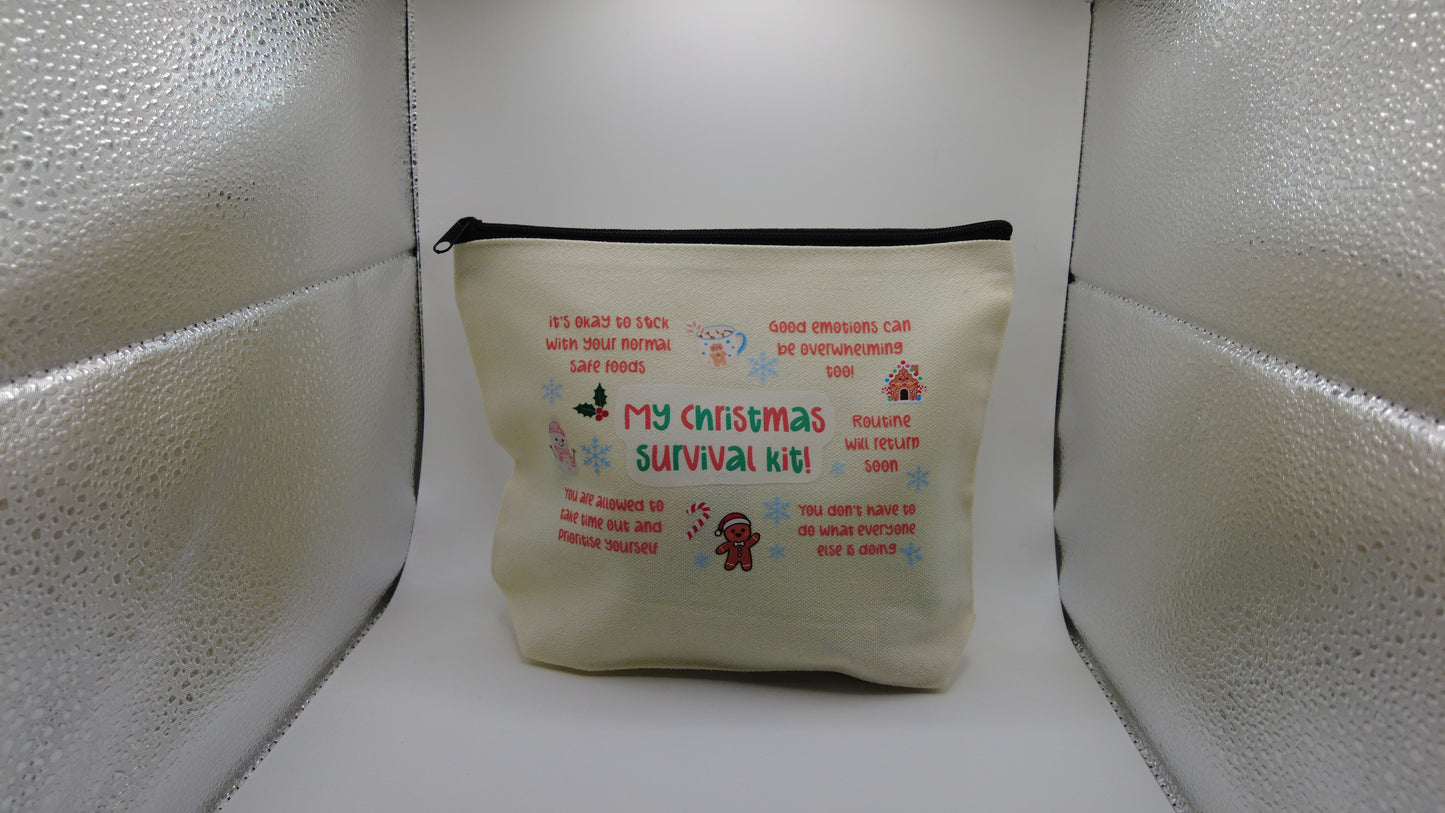 it's okay to stick
with your normal
safe foods
Good emotions can
be overwhelming
too!
My Christmas
survival kit!
Routine
will return
soon
You are allowed to
take time out and
prioritise yourself
You don't have to
do what everyone
else is doing